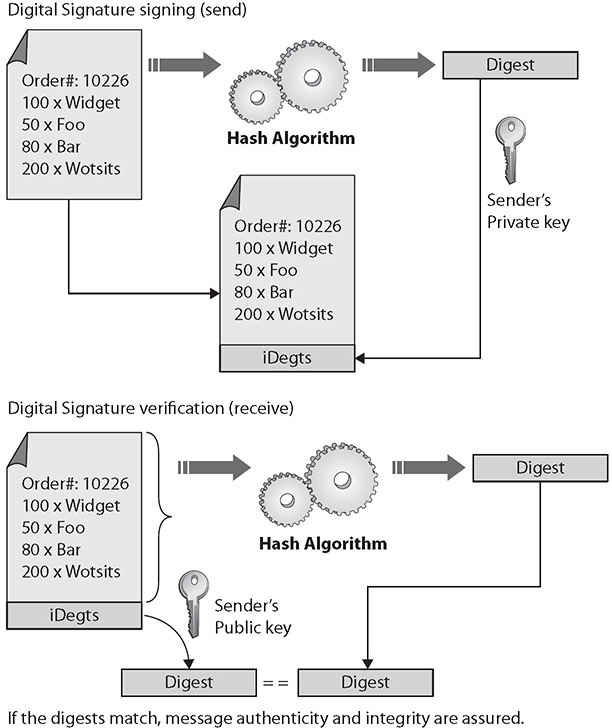 Digital Signature signing (send)
Order#: 10226
100 x Widget
50 x Foo
80 x Bar
200 x Wotsits
Hash Algorithm
Digest
Sender's
Private key
Order#: 10226
100 x Widget
50 x Foo
80 x Bar
200 x Wotsits
iDegts
Digital Signature verification (receive)
Order#: 10226
100 x Widget
50 x Foo
80 x Bar
200 x Wotsits
iDegts
Hash Algorithm
Digest
Sender's
Public key
Digest == Digest
If the digests match, message authenticity and integrity are assured.